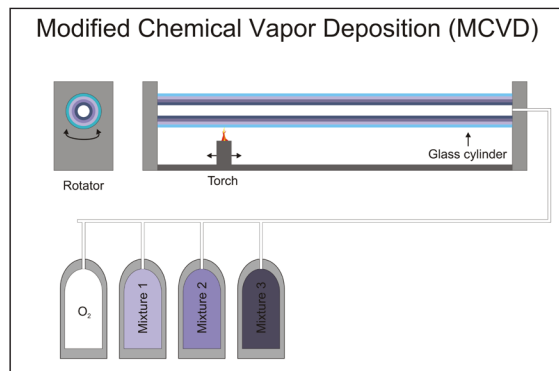 Modified Chemical Vapor Deposition (MCVD)
Glass cylinder
Rotator
Torch
O₂
Mixture 1
Mixture 2
Mixture 3